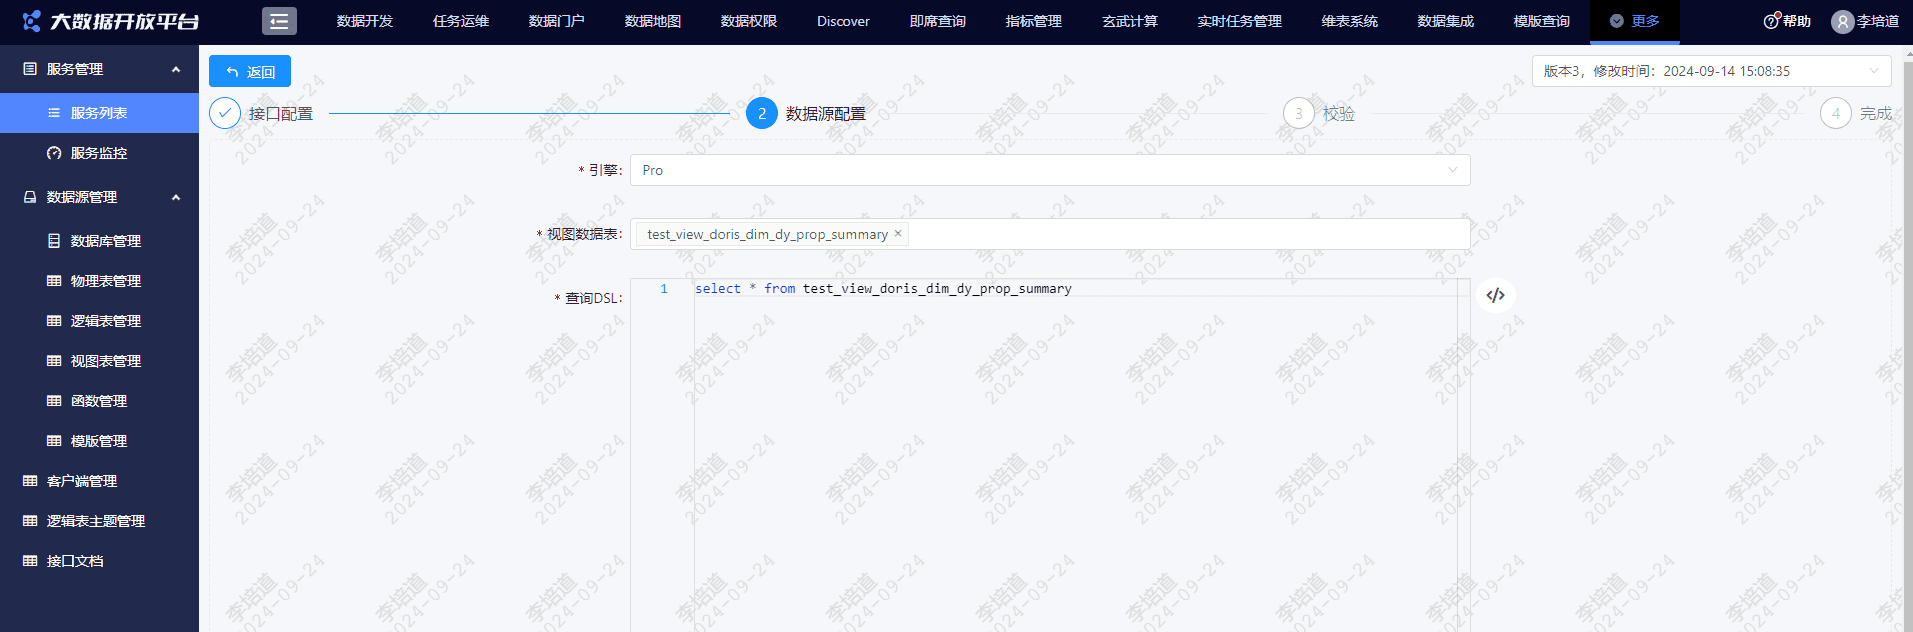 大数据开放平台
数据开发 任务运维 数据门户 数据地图 数据权限 Discover 即席查询 指标管理 玄武计算 实时任务管理 维表系统 数据集成 模版查询 更多
帮助 李培道
服务管理
服务列表
服务监控
数据源管理
数据库管理
物理表管理
逻辑表管理
视图表管理
函数管理
模版管理
客户端管理
逻辑表主题管理
接口文档
返回
版本3，修改时间：2024-09-14 15:08:35
接口配置 2 数据源配置 3 校验 4 完成
* 引擎: Pro
* 视图数据表: test_view_doris_dim_dy_prop_summary ×
* 查询DSL: 1 select * from test_view_doris_dim_dy_prop_summary
</>
李培道
2024-09-24